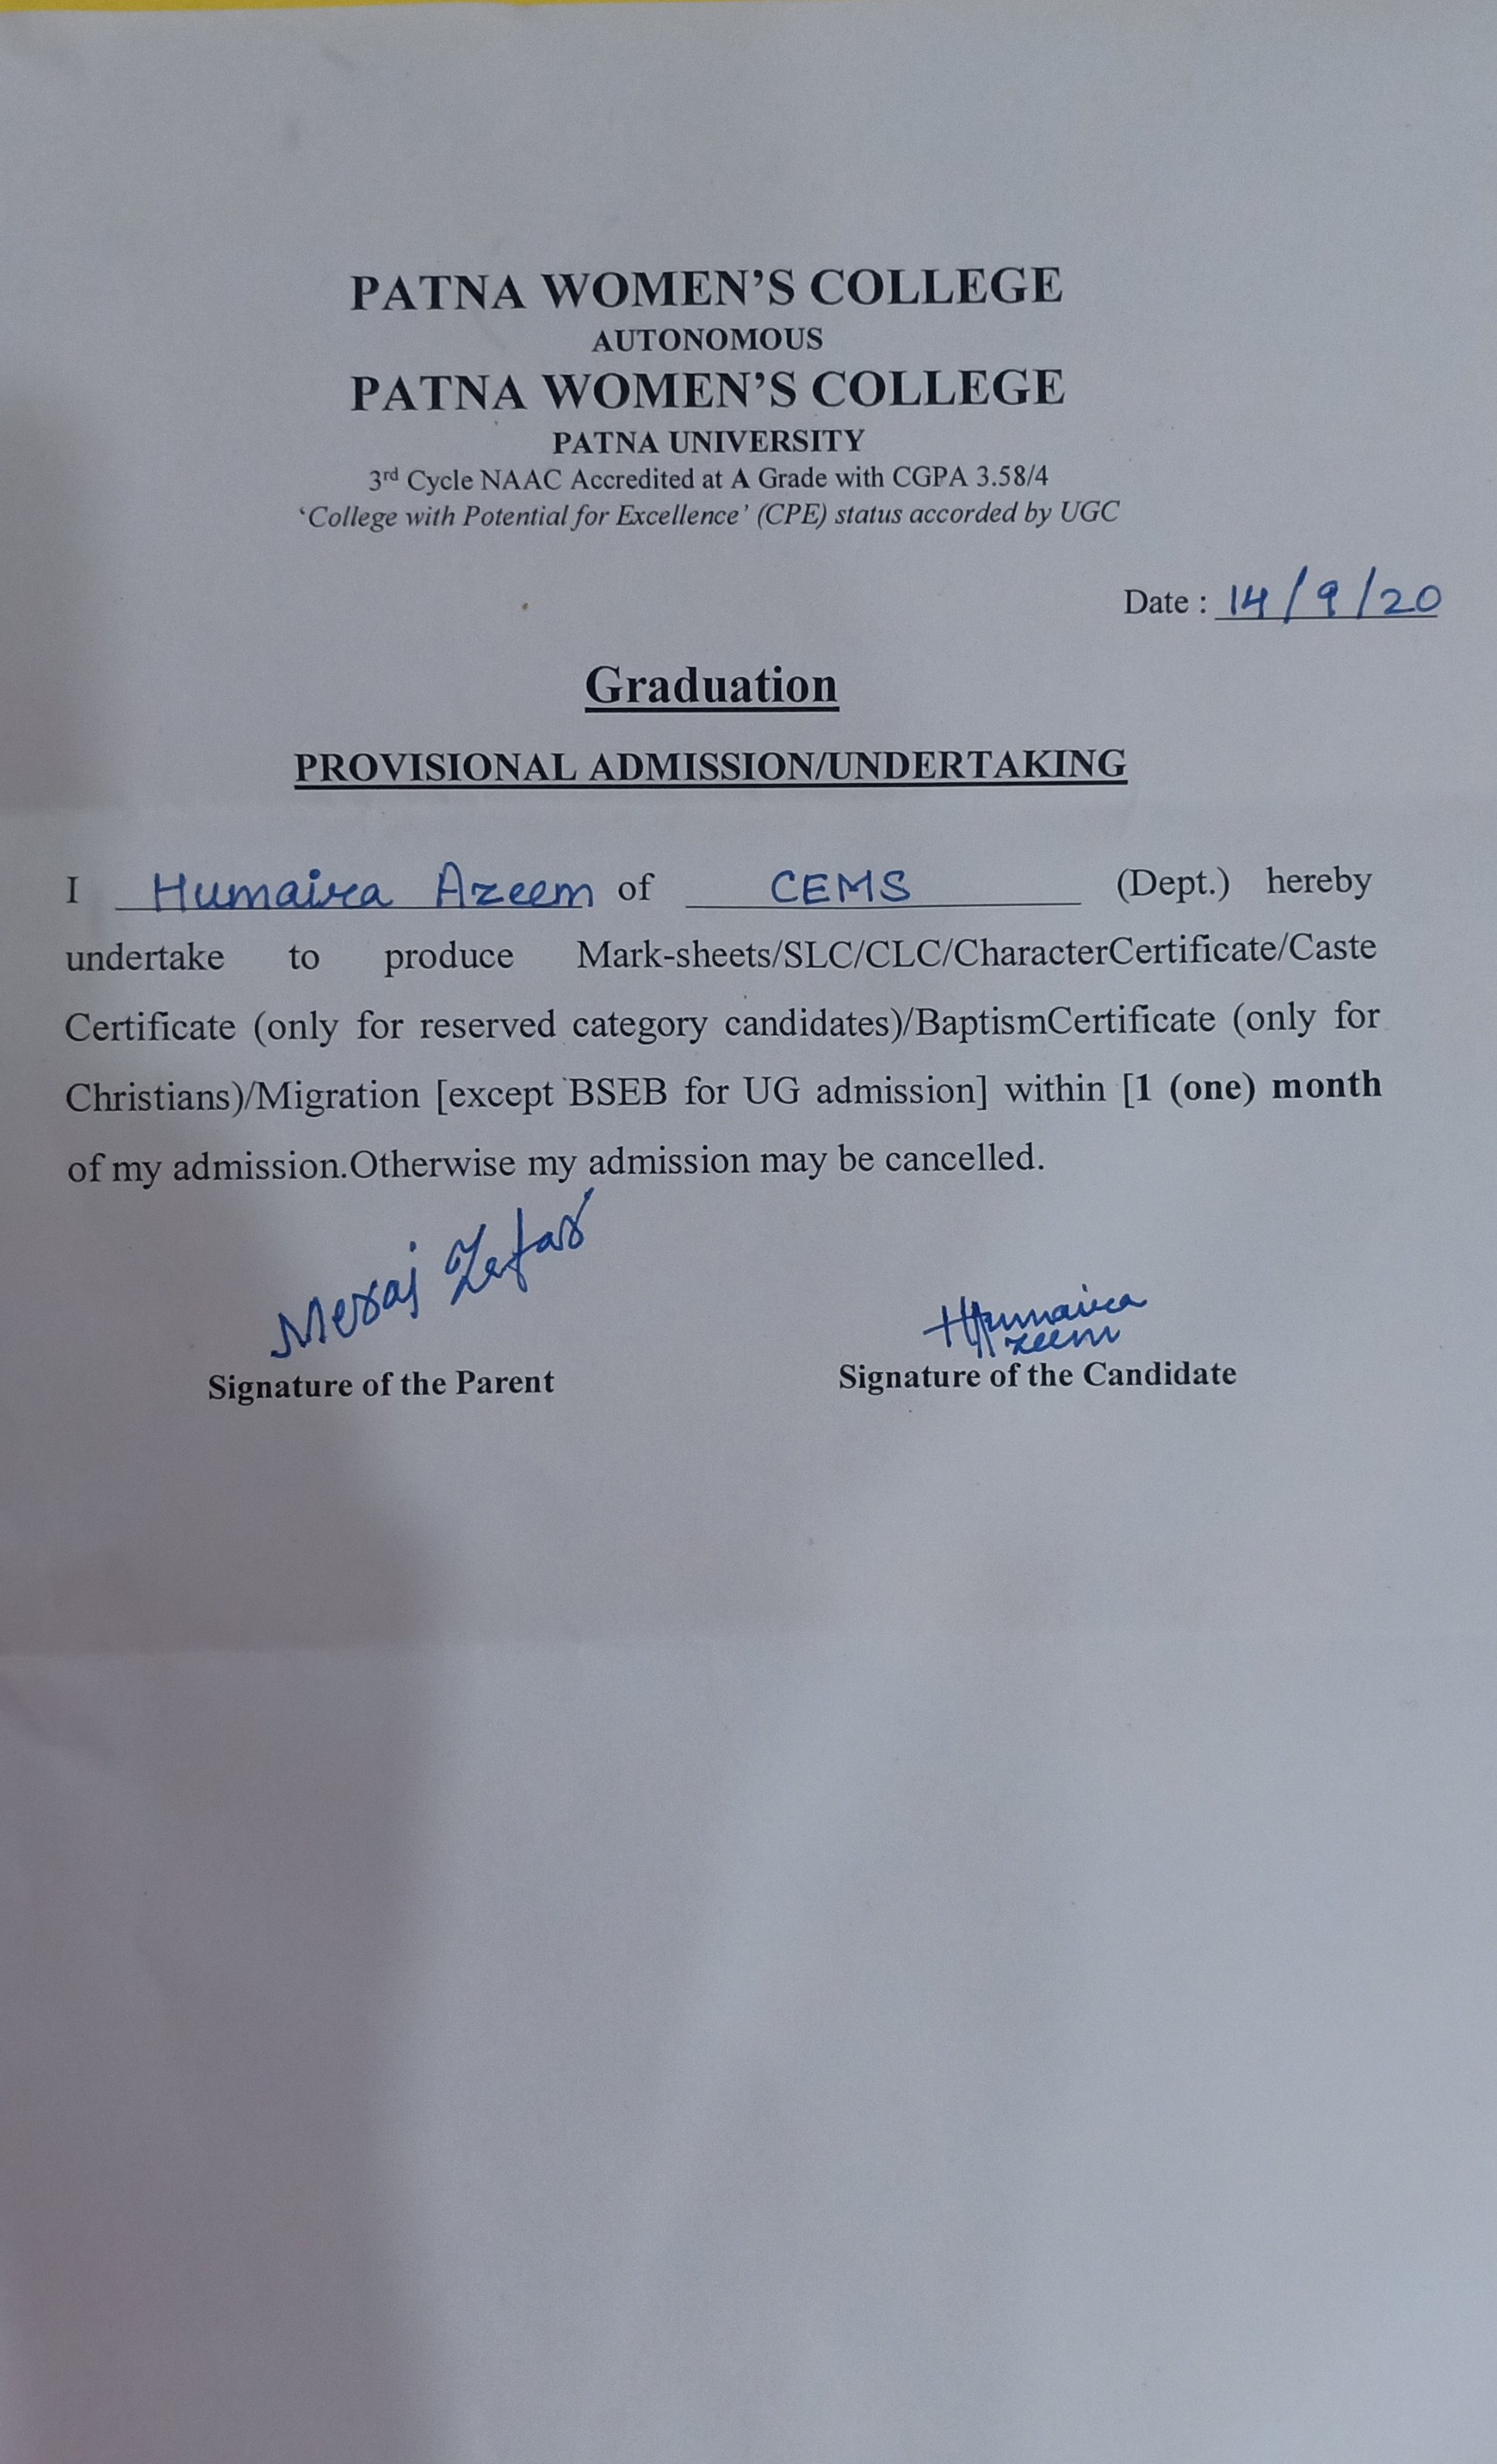 PATNA WOMEN'S COLLEGE
AUTONOMOUS
PATNA WOMEN'S COLLEGE
PATNA UNIVERSITY
3rd Cycle NAAC Accredited at A Grade with CGPA 3.58/4
'College with Potential for Excellence' (CPE) status accorded by UGC
Date : 14/9/20
Graduation
PROVISIONAL ADMISSION/UNDERTAKING
I Humaira Azeem of CEMS (Dept.) hereby
undertake to produce Mark-sheets/SLC/CLC/CharacterCertificate/Caste
Certificate (only for reserved category candidates)/BaptismCertificate (only for
Christians)/Migration [except BSEB for UG admission] within [1 (one) month
of my admission.Otherwise my admission may be cancelled.
Meraj Zafar
Signature of the Parent
Humaira
Azeem
Signature of the Candidate